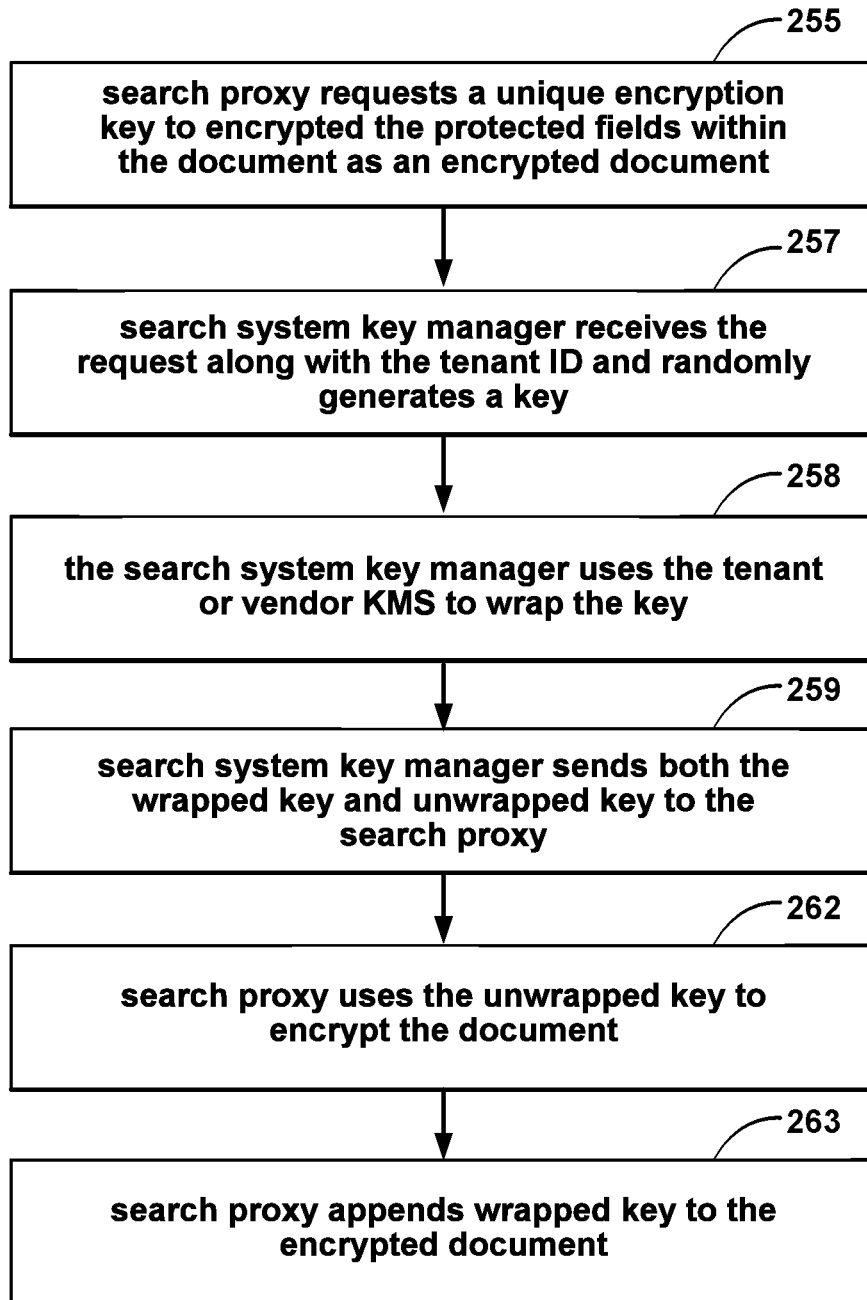 255
search proxy requests a unique encryption
key to encrypted the protected fields within
the document as an encrypted document
257
search system key manager receives the
request along with the tenant ID and randomly
generates a key
258
the search system key manager uses the tenant
or vendor KMS to wrap the key
259
search system key manager sends both the
wrapped key and unwrapped key to the
search proxy
262
search proxy uses the unwrapped key to
encrypt the document
263
search proxy appends wrapped key to the
encrypted document